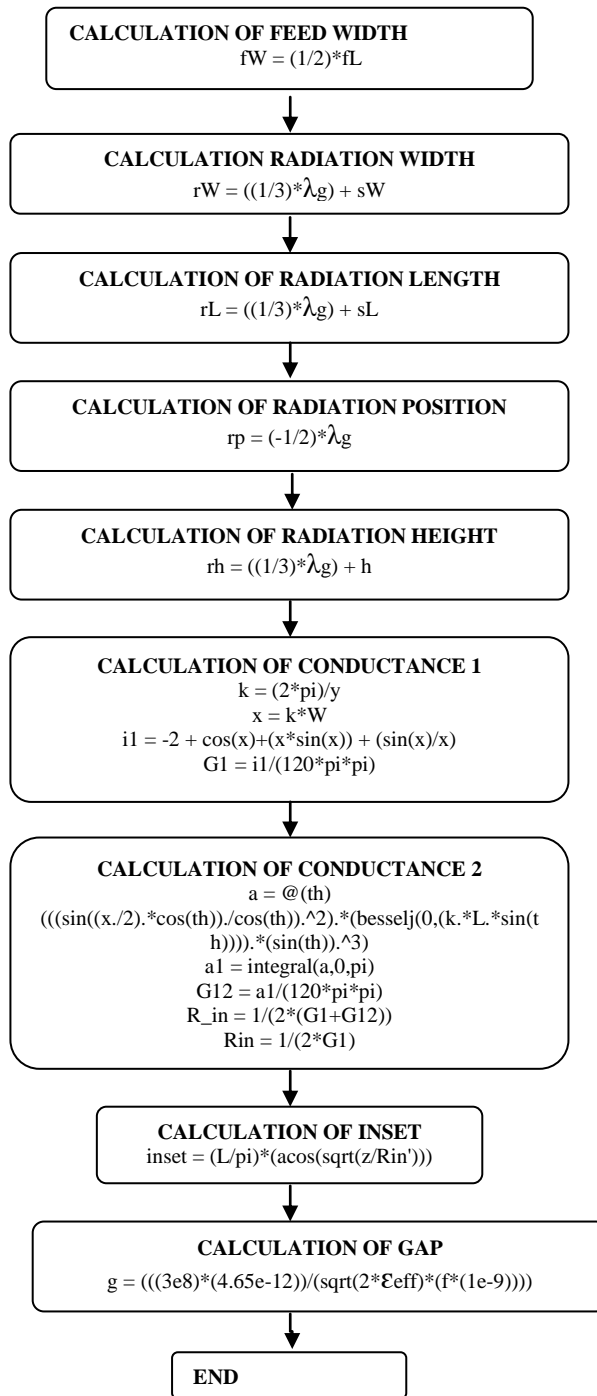 CALCULATION OF FEED WIDTH
fW = (1/2)*fL
CALCULATION RADIATION WIDTH
rW = ((1/3)*λg) + sW
CALCULATION OF RADIATION LENGTH
rL = ((1/3)*λg) + sL
CALCULATION OF RADIATION POSITION
rp = (-1/2)*λg
CALCULATION OF RADIATION HEIGHT
rh = ((1/3)*λg) + h
CALCULATION OF CONDUCTANCE 1
k = (2*pi)/y
x = k*W
i1 = -2 + cos(x)+(x*sin(x)) + (sin(x)/x)
G1 = i1/(120*pi*pi)
CALCULATION OF CONDUCTANCE 2
a = @(th)
(((sin((x./2).*cos(th))./cos(th)).^2).*(besselj(0,(k.*L.*sin(t
h)))).*(sin(th)).^3)
a1 = integral(a,0,pi)
G12 = a1/(120*pi*pi)
R_in = 1/(2*(G1+G12))
Rin = 1/(2*G1)
CALCULATION OF INSET
inset = (L/pi)*(acos(sqrt(z/Rin')))
CALCULATION OF GAP
g = (((3e8)*(4.65e-12))/(sqrt(2*Ɛeff)*(f*(1e-9))))
END